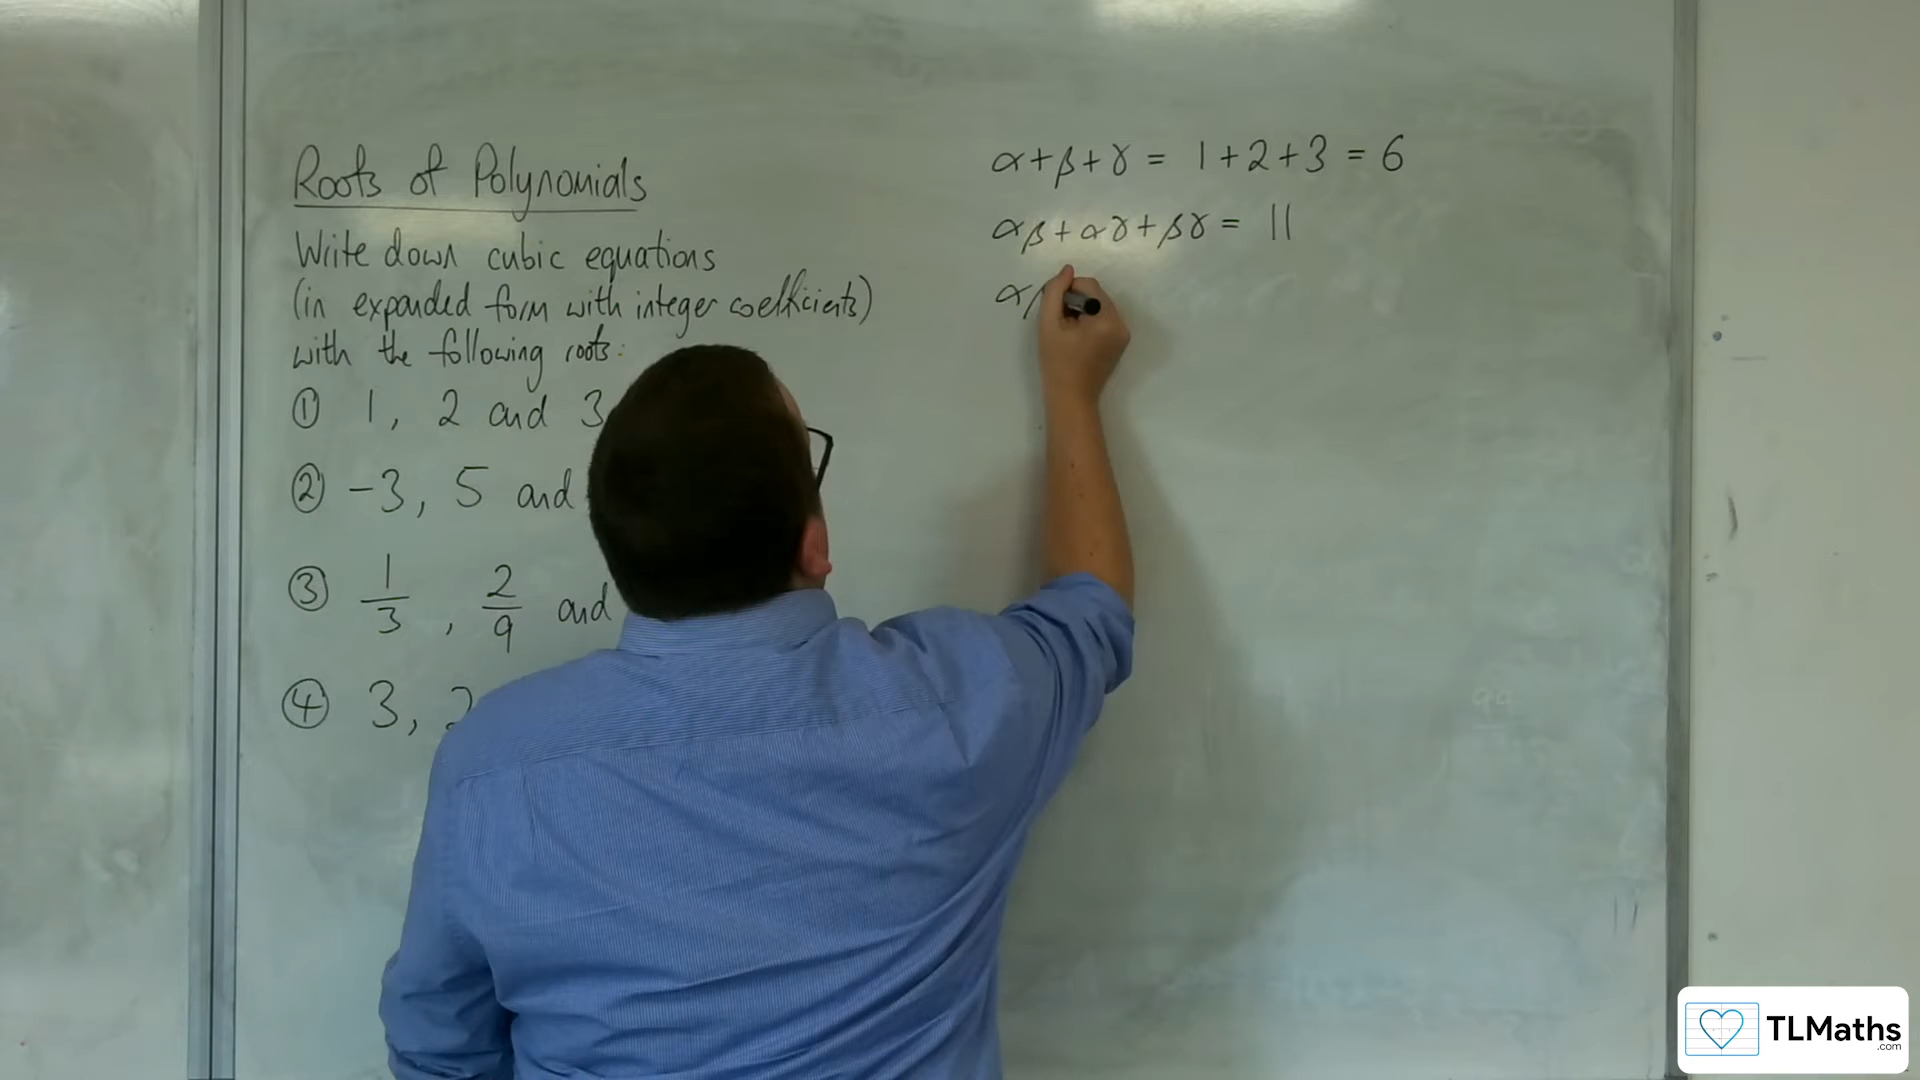 Roots of Polynomials
Write down cubic equations
(in expanded form with integer coefficients)
with the following roots:
① 1, 2 and 3
② -3, 5 and
③ 1/3, 2/9 and
④ 3, 2
α+β+γ = 1+2+3 = 6
αβ+αγ+βγ = 11
αβ
TLMaths
.com